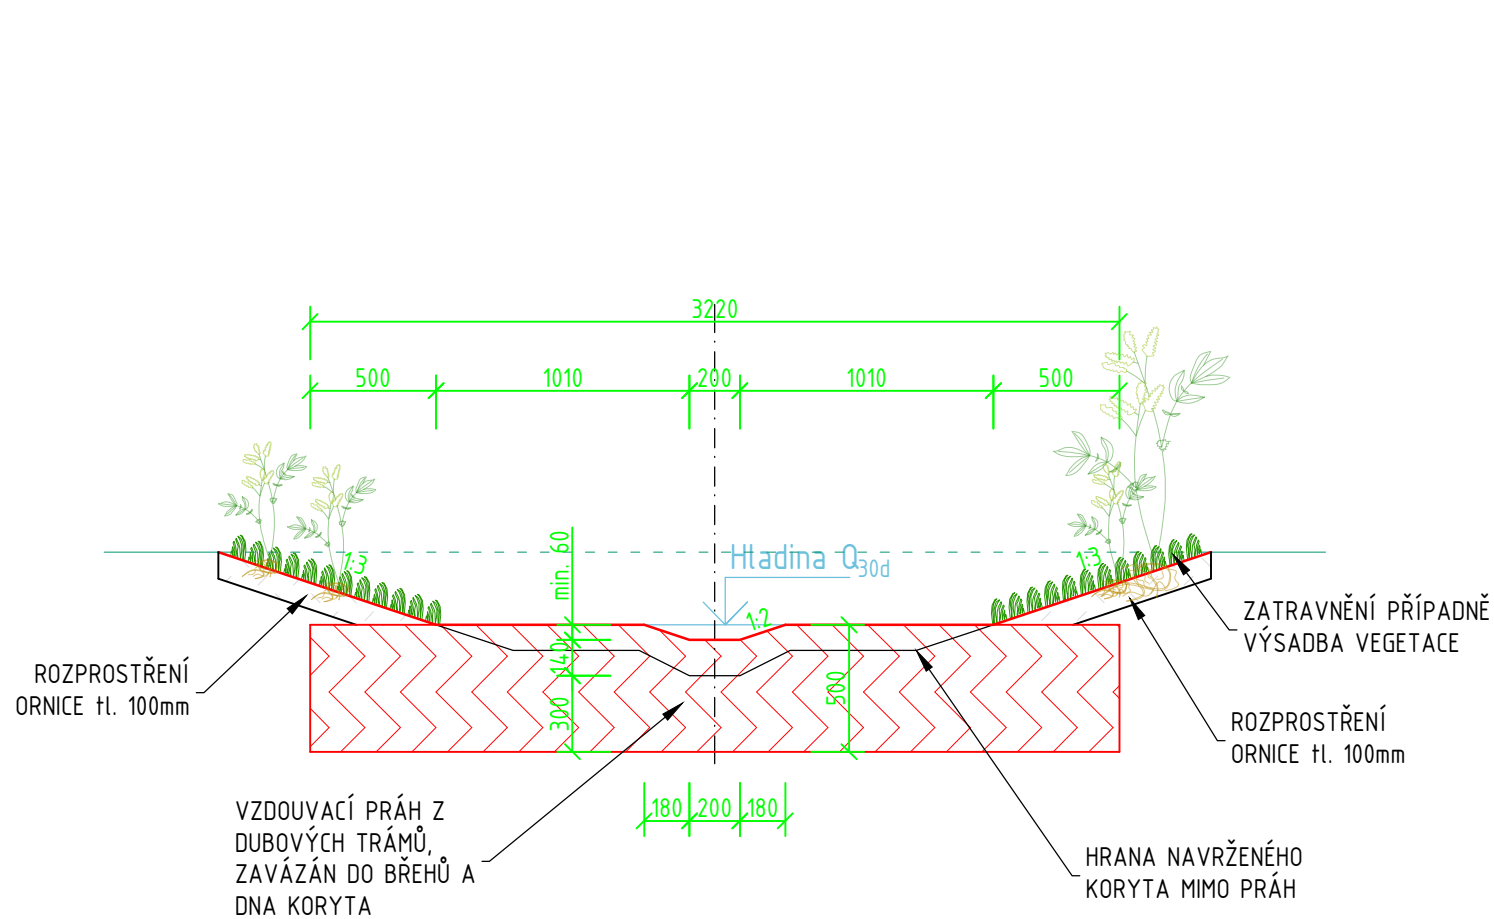 3220
500 1010 200 1010 500
min. 60
1:3
Hladina Q30d
1:3
1:2
140
300
500
ZATRAVNĚNÍ PŘÍPADNĚ
VÝSADBA VEGETACE
ROZPROSTŘENÍ
ORNICE tl. 100mm
ROZPROSTŘENÍ
ORNICE tl. 100mm
180 200 180
VZDOUVACÍ PRÁH Z
DUBOVÝCH TRÁMŮ,
ZAVÁZÁN DO BŘEHŮ A
DNA KORYTA
HRANA NAVRŽENÉHO
KORYTA MIMO PRÁH